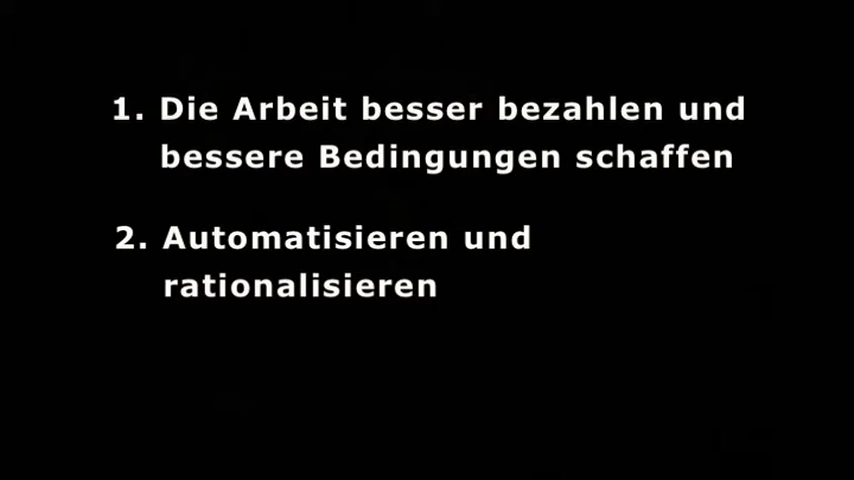 1. Die Arbeit besser bezahlen und
bessere Bedingungen schaffen
2. Automatisieren und
rationalisieren